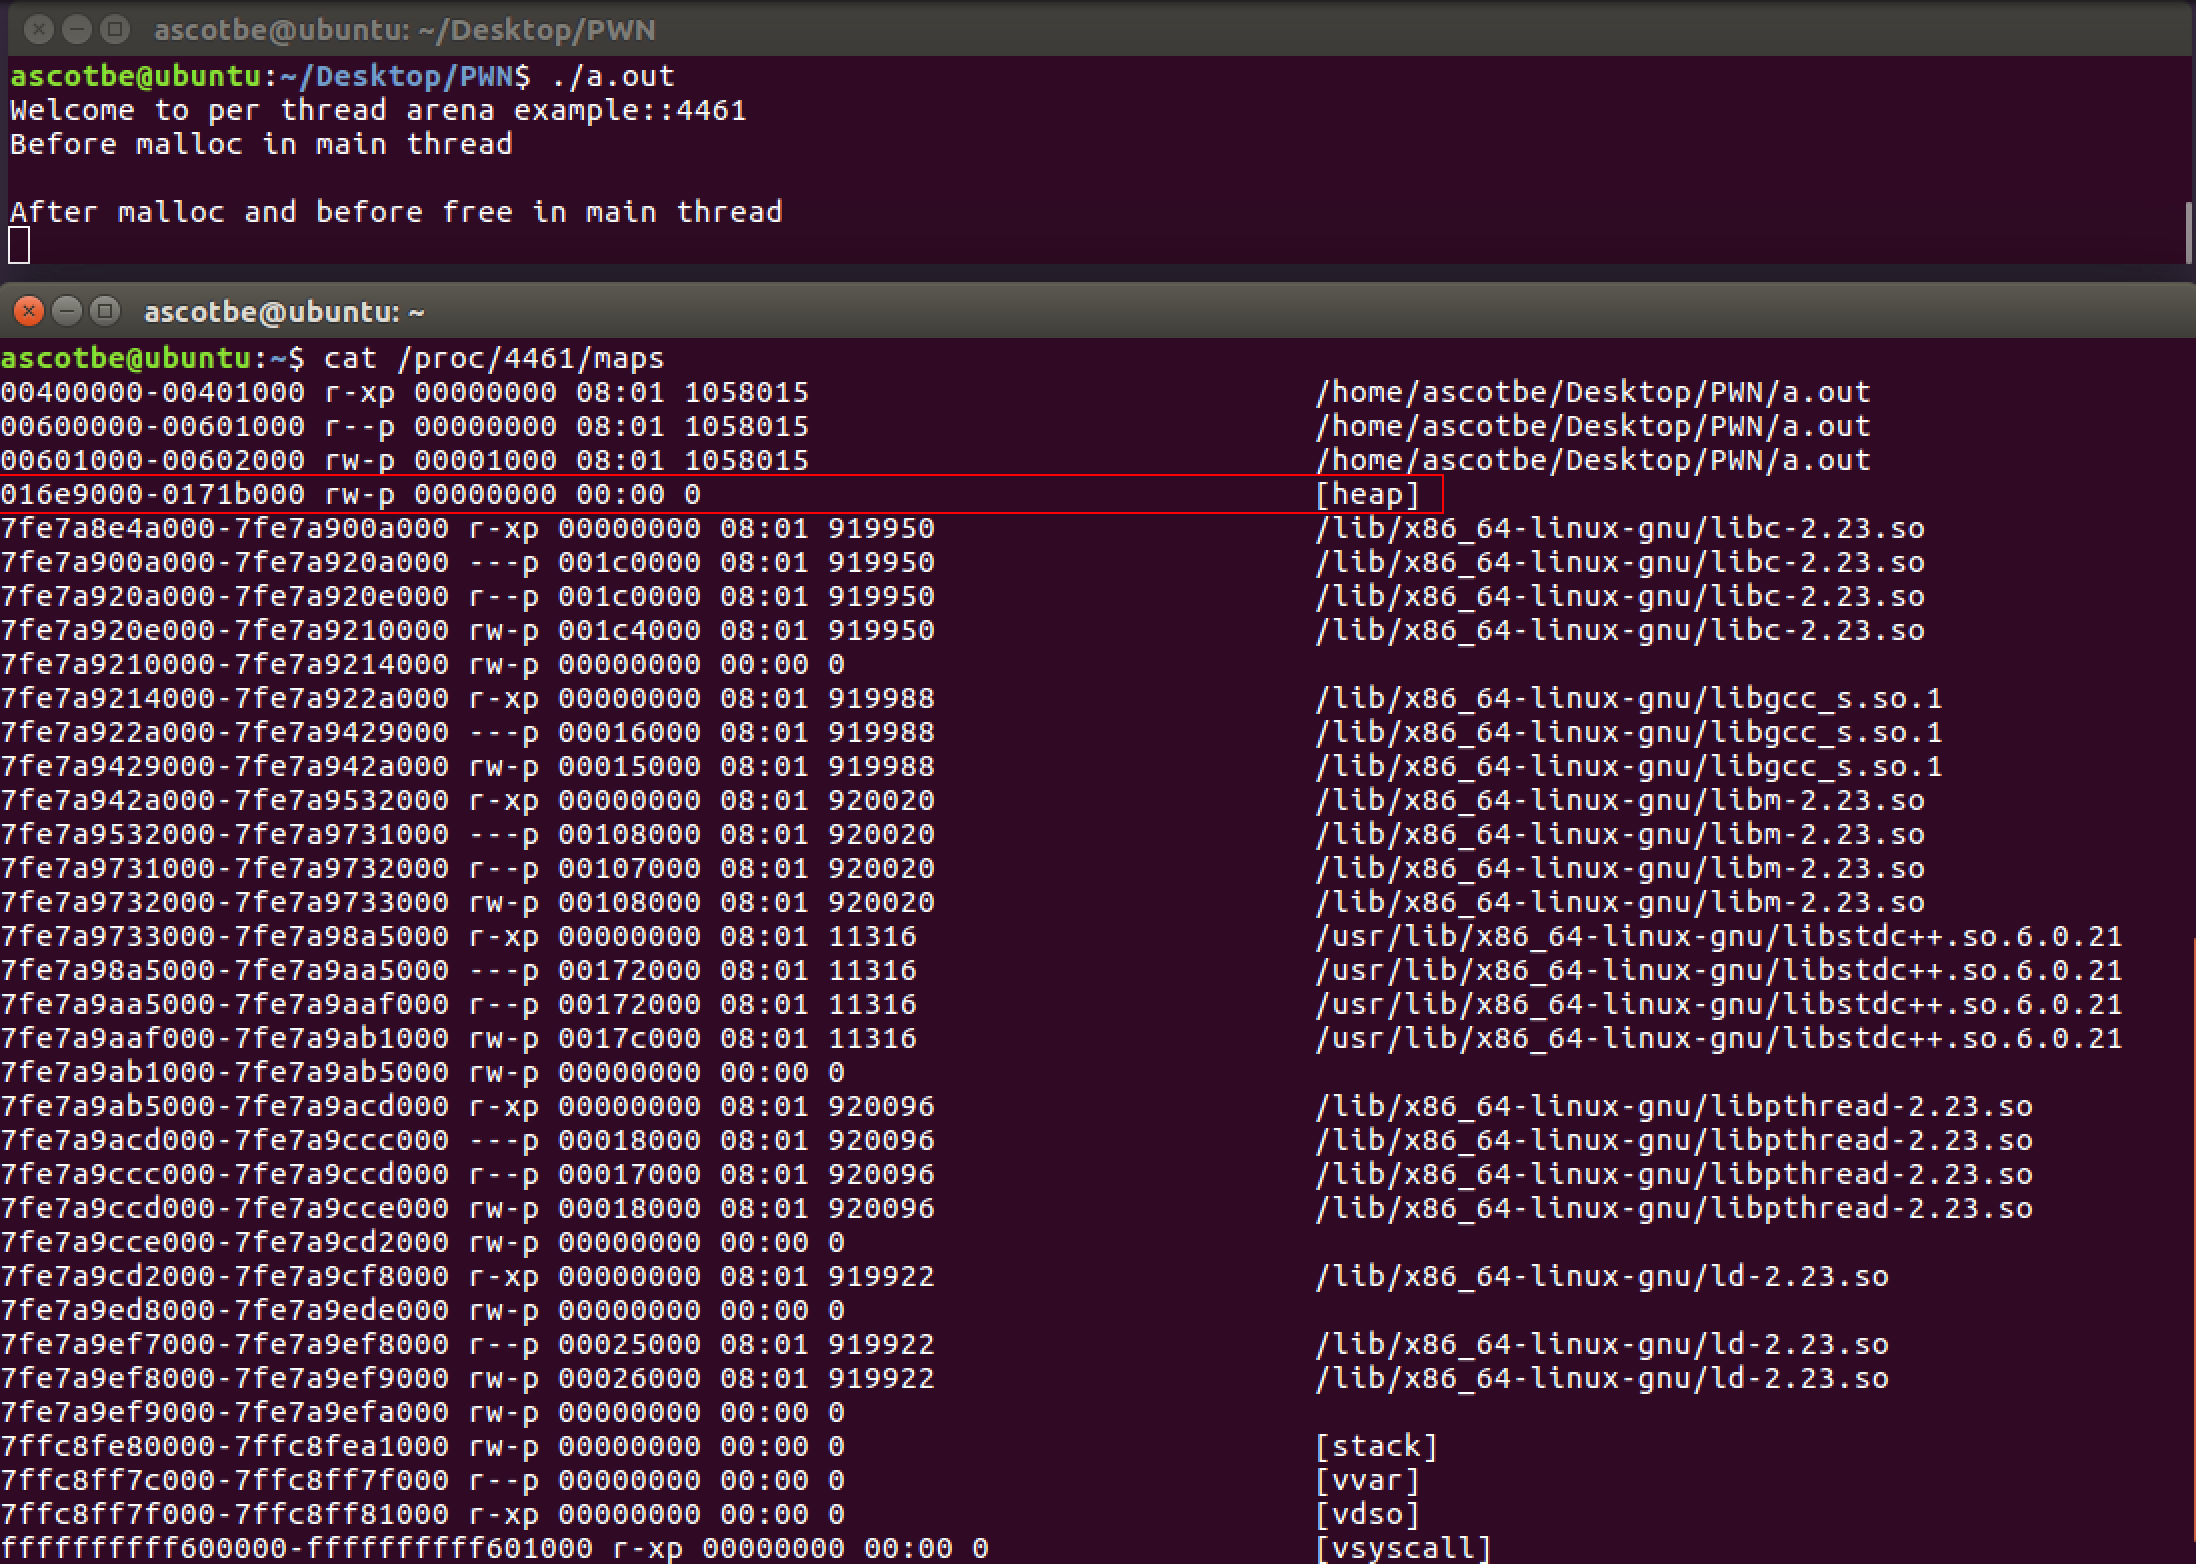 ascotbe@ubuntu: ~/Desktop/PWN
ascotbe@ubuntu:~/Desktop/PWN$ ./a.out
Welcome to per thread arena example::4461
Before malloc in main thread
After malloc and before free in main thread
ascotbe@ubuntu: ~
ascotbe@ubuntu:~$ cat /proc/4461/maps
00400000-00401000 r-xp 00000000 08:01 1058015 /home/ascotbe/Desktop/PWN/a.out
00600000-00601000 r--p 00000000 08:01 1058015 /home/ascotbe/Desktop/PWN/a.out
00601000-00602000 rw-p 00001000 08:01 1058015 /home/ascotbe/Desktop/PWN/a.out
016e9000-0171b000 rw-p 00000000 00:00 0 [heap]
7fe7a8e4a000-7fe7a900a000 r-xp 00000000 08:01 919950 /lib/x86_64-linux-gnu/libc-2.23.so
7fe7a900a000-7fe7a920a000 ---p 001c0000 08:01 919950 /lib/x86_64-linux-gnu/libc-2.23.so
7fe7a920a000-7fe7a920e000 r--p 001c0000 08:01 919950 /lib/x86_64-linux-gnu/libc-2.23.so
7fe7a920e000-7fe7a9210000 rw-p 001c4000 08:01 919950 /lib/x86_64-linux-gnu/libc-2.23.so
7fe7a9210000-7fe7a9214000 rw-p 00000000 00:00 0
7fe7a9214000-7fe7a922a000 r-xp 00000000 08:01 919988 /lib/x86_64-linux-gnu/libgcc_s.so.1
7fe7a922a000-7fe7a9429000 ---p 00016000 08:01 919988 /lib/x86_64-linux-gnu/libgcc_s.so.1
7fe7a9429000-7fe7a942a000 rw-p 00015000 08:01 919988 /lib/x86_64-linux-gnu/libgcc_s.so.1
7fe7a942a000-7fe7a9532000 r-xp 00000000 08:01 920020 /lib/x86_64-linux-gnu/libm-2.23.so
7fe7a9532000-7fe7a9731000 ---p 00108000 08:01 920020 /lib/x86_64-linux-gnu/libm-2.23.so
7fe7a9731000-7fe7a9732000 r--p 00107000 08:01 920020 /lib/x86_64-linux-gnu/libm-2.23.so
7fe7a9732000-7fe7a9733000 rw-p 00108000 08:01 920020 /lib/x86_64-linux-gnu/libm-2.23.so
7fe7a9733000-7fe7a98a5000 r-xp 00000000 08:01 11316 /usr/lib/x86_64-linux-gnu/libstdc++.so.6.0.21
7fe7a98a5000-7fe7a9aa5000 ---p 00172000 08:01 11316 /usr/lib/x86_64-linux-gnu/libstdc++.so.6.0.21
7fe7a9aa5000-7fe7a9aaf000 r--p 00172000 08:01 11316 /usr/lib/x86_64-linux-gnu/libstdc++.so.6.0.21
7fe7a9aaf000-7fe7a9ab1000 rw-p 0017c000 08:01 11316 /usr/lib/x86_64-linux-gnu/libstdc++.so.6.0.21
7fe7a9ab1000-7fe7a9ab5000 rw-p 00000000 00:00 0
7fe7a9ab5000-7fe7a9acd000 r-xp 00000000 08:01 920096 /lib/x86_64-linux-gnu/libpthread-2.23.so
7fe7a9acd000-7fe7a9ccc000 ---p 00018000 08:01 920096 /lib/x86_64-linux-gnu/libpthread-2.23.so
7fe7a9ccc000-7fe7a9ccd000 r--p 00017000 08:01 920096 /lib/x86_64-linux-gnu/libpthread-2.23.so
7fe7a9ccd000-7fe7a9cce000 rw-p 00018000 08:01 920096 /lib/x86_64-linux-gnu/libpthread-2.23.so
7fe7a9cce000-7fe7a9cd2000 rw-p 00000000 00:00 0
7fe7a9cd2000-7fe7a9cf8000 r-xp 00000000 08:01 919922 /lib/x86_64-linux-gnu/ld-2.23.so
7fe7a9ed8000-7fe7a9ede000 rw-p 00000000 00:00 0
7fe7a9ef7000-7fe7a9ef8000 r--p 00025000 08:01 919922 /lib/x86_64-linux-gnu/ld-2.23.so
7fe7a9ef8000-7fe7a9ef9000 rw-p 00026000 08:01 919922 /lib/x86_64-linux-gnu/ld-2.23.so
7fe7a9ef9000-7fe7a9efa000 rw-p 00000000 00:00 0
7ffc8fe80000-7ffc8fea1000 rw-p 00000000 00:00 0 [stack]
7ffc8ff7c000-7ffc8ff7f000 r--p 00000000 00:00 0 [vvar]
7ffc8ff7f000-7ffc8ff81000 r-xp 00000000 00:00 0 [vdso]
ffffffffff600000-ffffffffff601000 r-xp 00000000 00:00 0 [vsyscall]